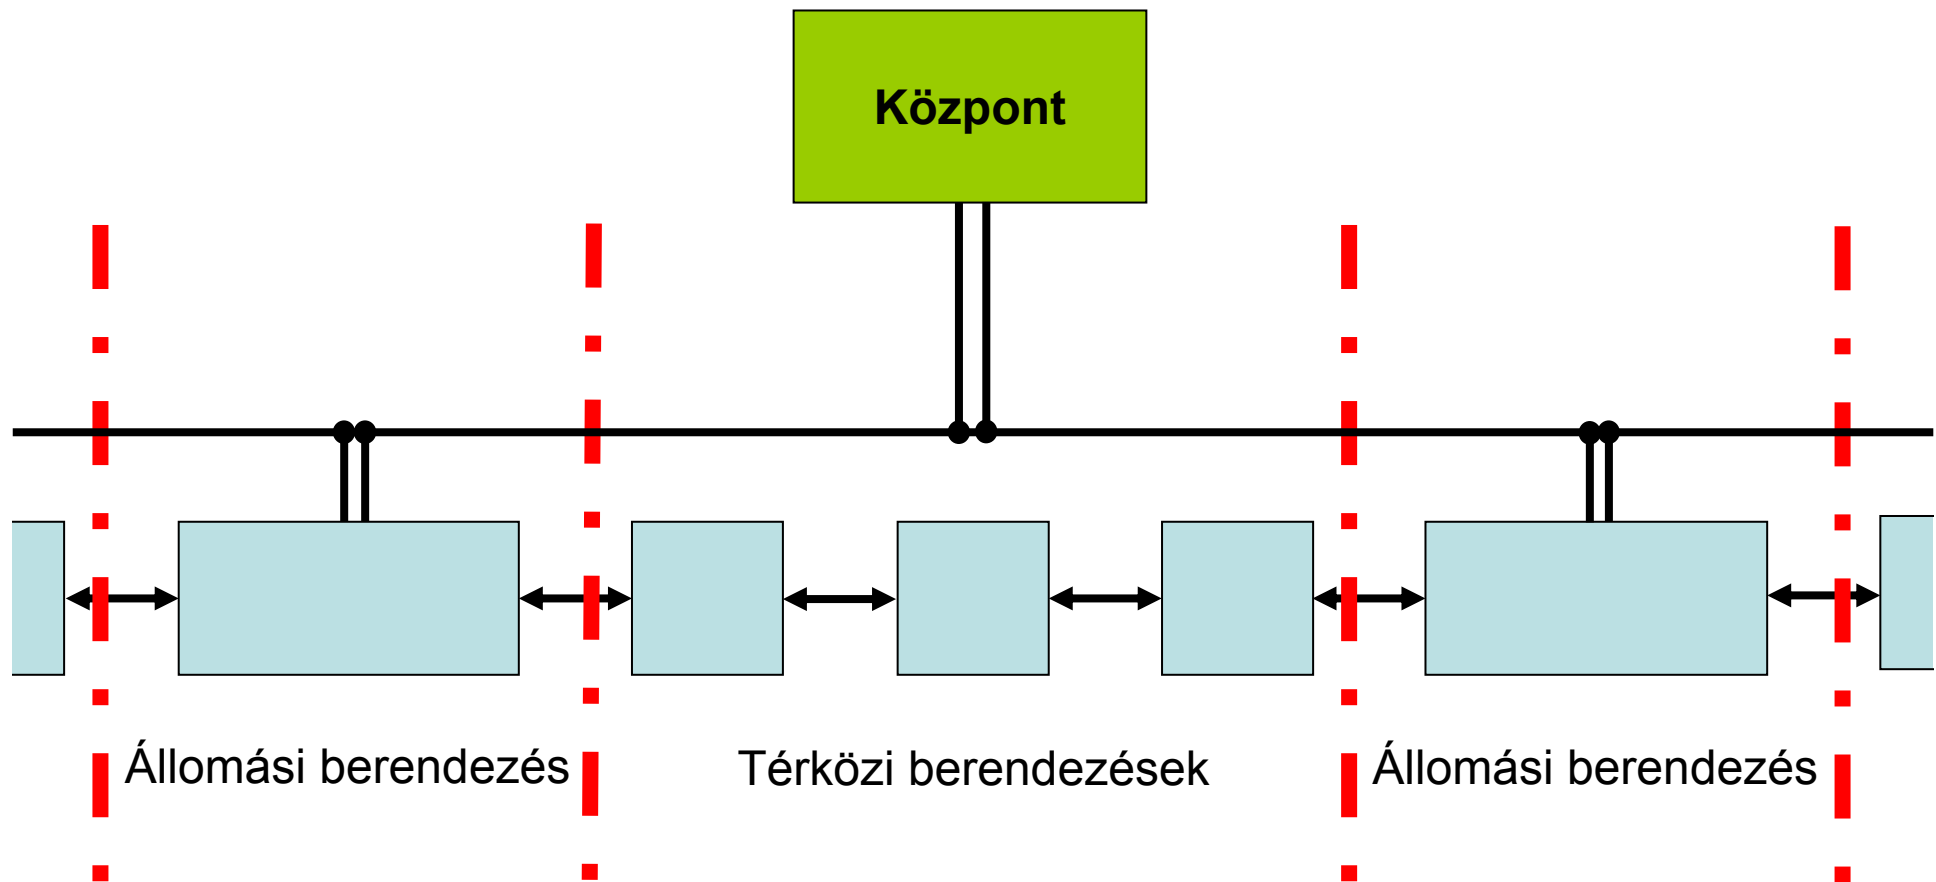 Központ
Állomási berendezés
Térközi berendezések
Állomási berendezés